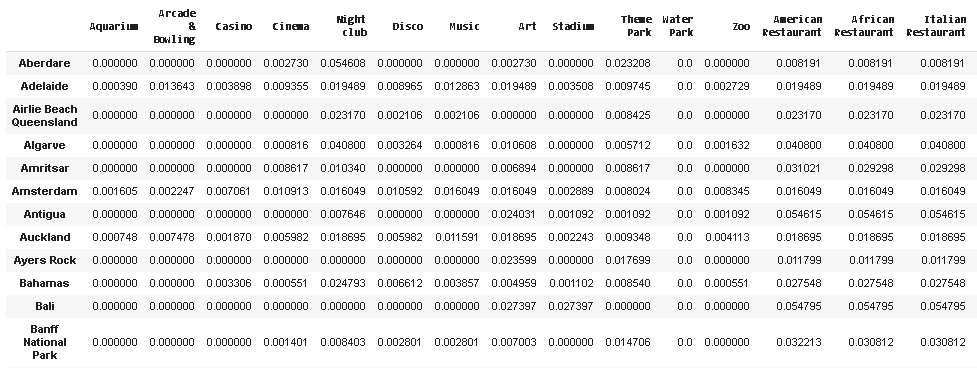 Aquarium Arcade & Bowling Casino Cinema Night club Disco Music Art Stadium Theme Park Water Park Zoo American Restaurant African Restaurant Italian Restaurant
Aberdare 0.000000 0.000000 0.000000 0.002730 0.054608 0.000000 0.000000 0.002730 0.000000 0.023208 0.0 0.000000 0.008191 0.008191 0.008191
Adelaide 0.000390 0.013643 0.003898 0.009355 0.019489 0.008965 0.012863 0.019489 0.003508 0.009745 0.0 0.002729 0.019489 0.019489 0.019489
Airlie Beach Queensland 0.000000 0.000000 0.000000 0.000000 0.023170 0.002106 0.002106 0.000000 0.000000 0.008425 0.0 0.000000 0.023170 0.023170 0.023170
Algarve 0.000000 0.000000 0.000000 0.000816 0.040800 0.003264 0.000816 0.010608 0.000000 0.005712 0.0 0.001632 0.040800 0.040800 0.040800
Amritsar 0.000000 0.000000 0.000000 0.008617 0.010340 0.000000 0.000000 0.006894 0.000000 0.008617 0.0 0.000000 0.031021 0.029298 0.029298
Amsterdam 0.001605 0.002247 0.007061 0.010913 0.016049 0.010592 0.016049 0.016049 0.002889 0.008024 0.0 0.008345 0.016049 0.016049 0.016049
Antigua 0.000000 0.000000 0.000000 0.000000 0.007646 0.000000 0.000000 0.024031 0.001092 0.001092 0.0 0.001092 0.054615 0.054615 0.054615
Auckland 0.000748 0.007478 0.001870 0.005982 0.018695 0.005982 0.011591 0.018695 0.002243 0.009348 0.0 0.004113 0.018695 0.018695 0.018695
Ayers Rock 0.000000 0.000000 0.000000 0.000000 0.000000 0.000000 0.000000 0.023599 0.000000 0.017699 0.0 0.000000 0.011799 0.011799 0.011799
Bahamas 0.000000 0.000000 0.003306 0.000551 0.024793 0.006612 0.003857 0.004959 0.001102 0.008540 0.0 0.000551 0.027548 0.027548 0.027548
Bali 0.000000 0.000000 0.000000 0.000000 0.000000 0.000000 0.000000 0.027397 0.027397 0.000000 0.0 0.000000 0.054795 0.054795 0.054795
Banff National Park 0.000000 0.000000 0.000000 0.001401 0.008403 0.002801 0.002801 0.007003 0.000000 0.014706 0.0 0.000000 0.032213 0.030812 0.030812